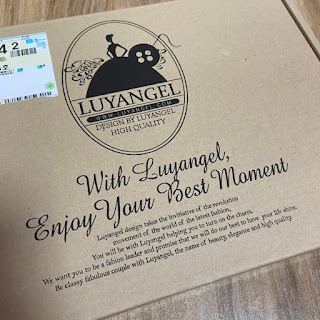 42
LUYANGEL
WWW.LUYANGEL.COM
DESIGN BY LUYANGEL
HIGH QUALITY
With Luyangel,
Enjoy Your Best Moment
Luyangel design takes the invitiative of the revolution
movement of the world of the latest fashion,
You will be with Luyangel helping you to turn on the charm.
We want you to be a fahion leader and promise that we will do our best to have your life shine.
Be classy fabulous couple with Luyangel, the name of beauty, elegance and high quality.